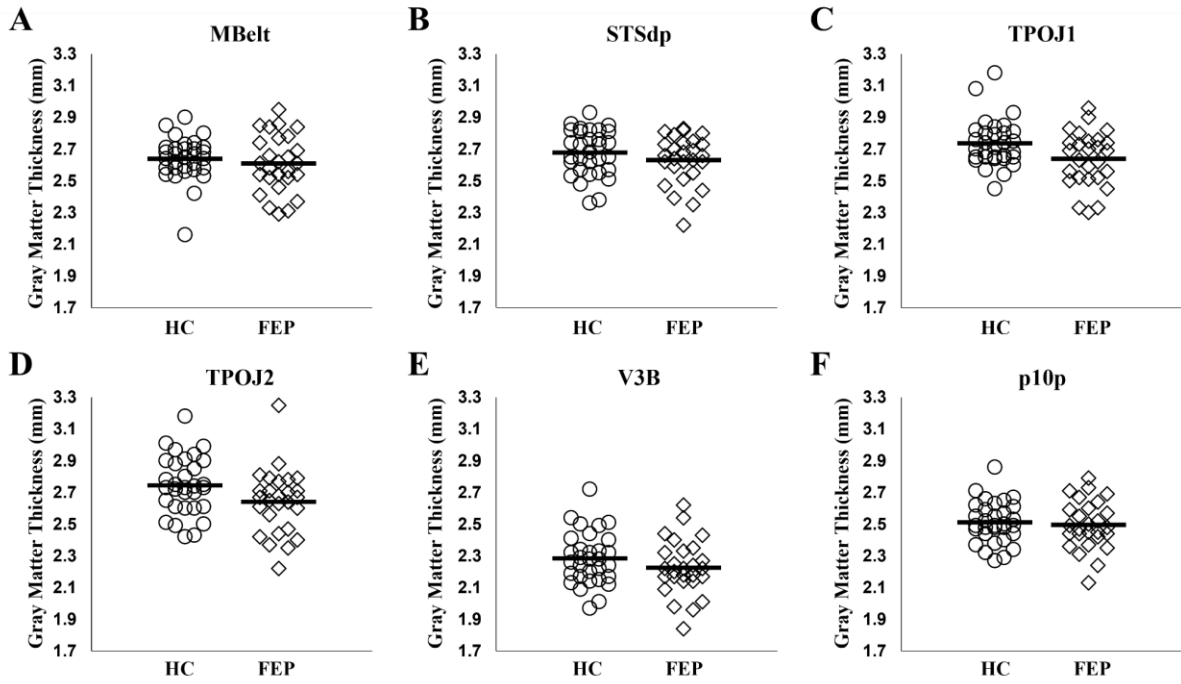 A
MBelt
Gray Matter Thickness (mm)
3.3
3.1
2.9
2.7
2.5
2.3
2.1
1.9
1.7
HC
FEP
B
STSdp
Gray Matter Thickness (mm)
3.3
3.1
2.9
2.7
2.5
2.3
2.1
1.9
1.7
HC
FEP
C
TPOJ1
Gray Matter Thickness (mm)
3.3
3.1
2.9
2.7
2.5
2.3
2.1
1.9
1.7
HC
FEP
D
TPOJ2
Gray Matter Thickness (mm)
3.3
3.1
2.9
2.7
2.5
2.3
2.1
1.9
1.7
HC
FEP
E
V3B
Gray Matter Thickness (mm)
3.3
3.1
2.9
2.7
2.5
2.3
2.1
1.9
1.7
HC
FEP
F
p10p
Gray Matter Thickness (mm)
3.3
3.1
2.9
2.7
2.5
2.3
2.1
1.9
1.7
HC
FEP